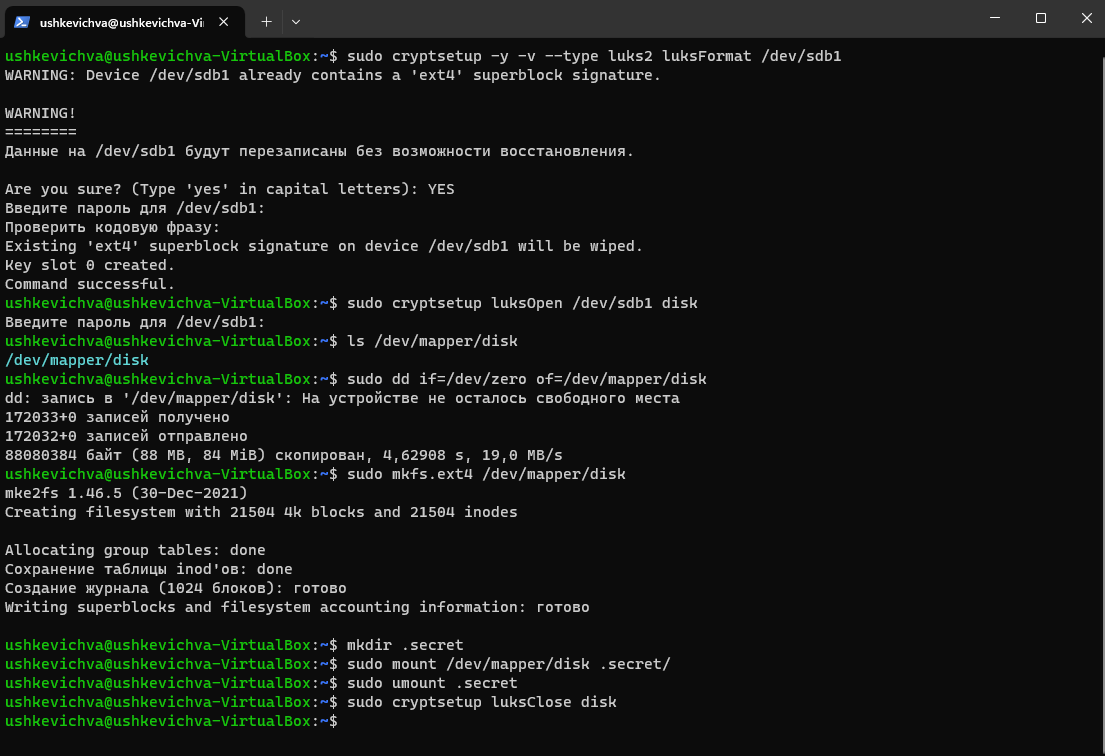 ushkevichva@ushkevichva-Vi
ushkevichva@ushkevichva-VirtualBox:~$ sudo cryptsetup -y -v --type luks2 luksFormat /dev/sdb1
WARNING: Device /dev/sdb1 already contains a 'ext4' superblock signature.
WARNING!
========
Данные на /dev/sdb1 будут перезаписаны без возможности восстановления.
Are you sure? (Type 'yes' in capital letters): YES
Введите пароль для /dev/sdb1:
Проверить кодовую фразу:
Existing 'ext4' superblock signature on device /dev/sdb1 will be wiped.
Key slot 0 created.
Command successful.
ushkevichva@ushkevichva-VirtualBox:~$ sudo cryptsetup luksOpen /dev/sdb1 disk
Введите пароль для /dev/sdb1:
ushkevichva@ushkevichva-VirtualBox:~$ ls /dev/mapper/disk
/dev/mapper/disk
ushkevichva@ushkevichva-VirtualBox:~$ sudo dd if=/dev/zero of=/dev/mapper/disk
dd: запись в '/dev/mapper/disk': На устройстве не осталось свободного места
172033+0 записей получено
172032+0 записей отправлено
88080384 байт (88 MB, 84 MiB) скопирован, 4,62908 s, 19,0 MB/s
ushkevichva@ushkevichva-VirtualBox:~$ sudo mkfs.ext4 /dev/mapper/disk
mke2fs 1.46.5 (30-Dec-2021)
Creating filesystem with 21504 4k blocks and 21504 inodes
Allocating group tables: done
Сохранение таблицы inod'ов: done
Создание журнала (1024 блоков): готово
Writing superblocks and filesystem accounting information: готово
ushkevichva@ushkevichva-VirtualBox:~$ mkdir .secret
ushkevichva@ushkevichva-VirtualBox:~$ sudo mount /dev/mapper/disk .secret/
ushkevichva@ushkevichva-VirtualBox:~$ sudo umount .secret
ushkevichva@ushkevichva-VirtualBox:~$ sudo cryptsetup luksClose disk
ushkevichva@ushkevichva-VirtualBox:~$